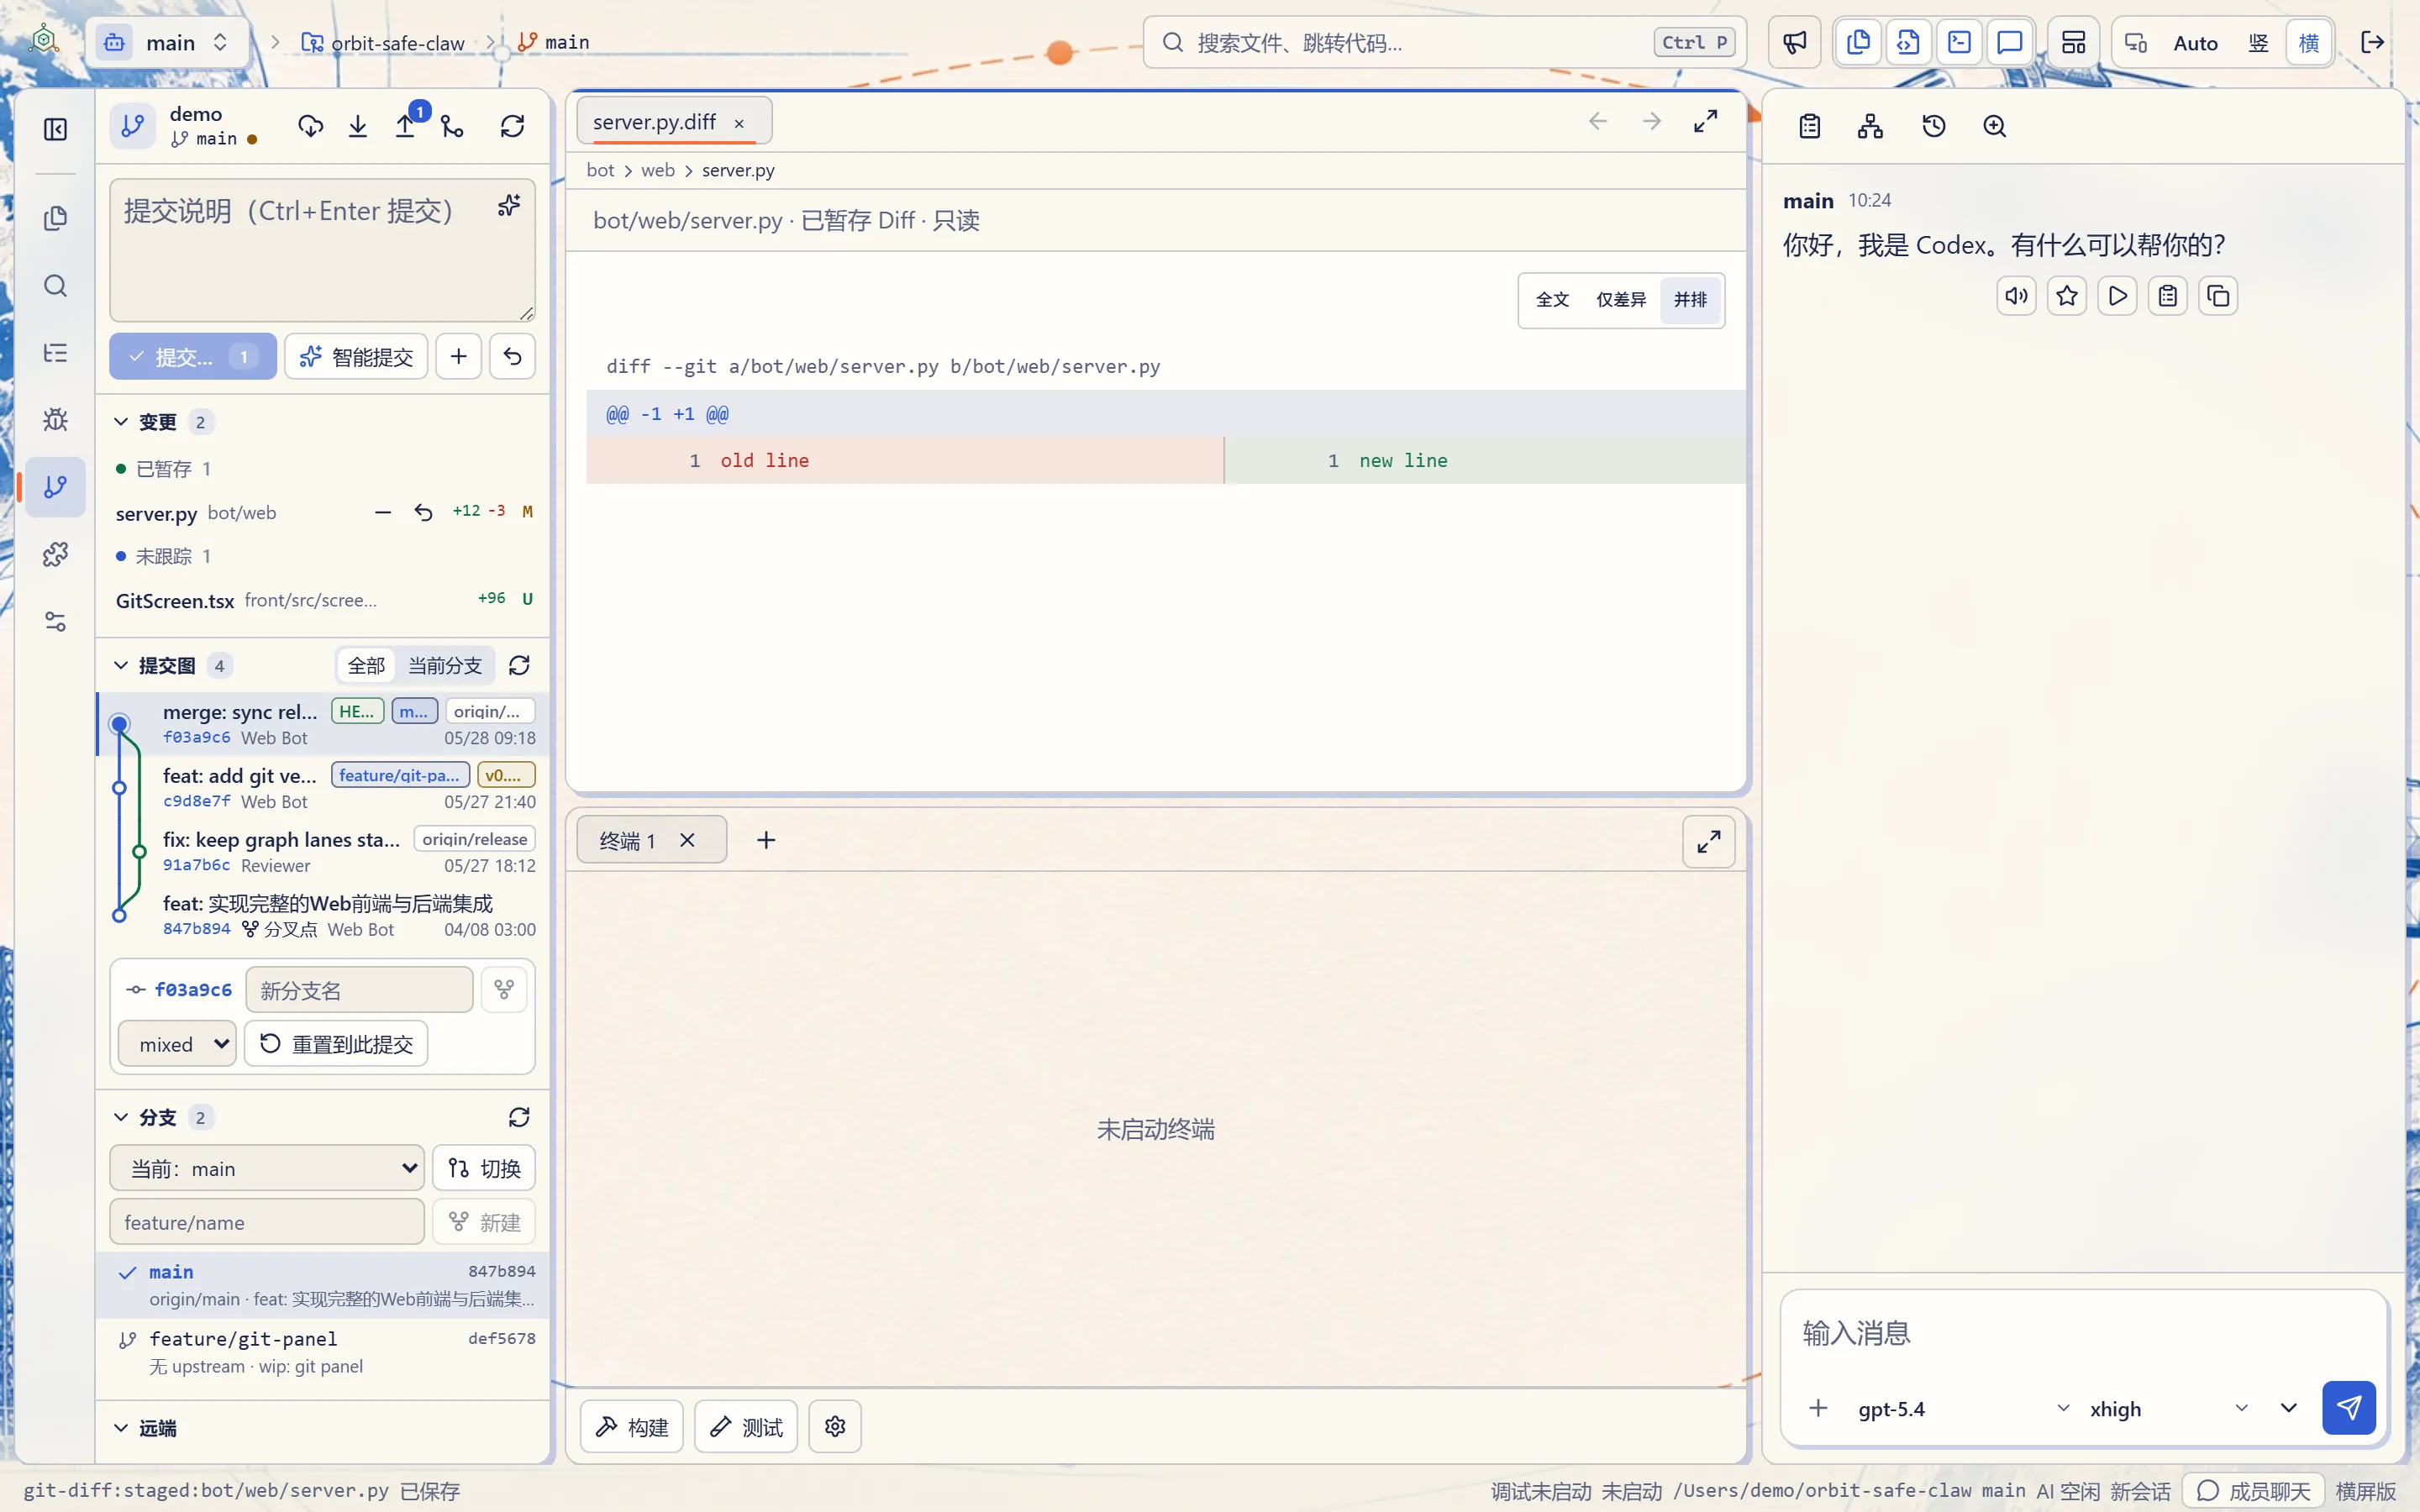 main
orbit-safe-claw
main
搜索文件、跳转代码...
Ctrl P
Auto
竖
横
demo
main
1
提交说明（Ctrl+Enter 提交）
提交... 1
智能提交
变更 2
已暂存 1
server.py bot/web +12 -3 M
未跟踪 1
GitScreen.tsx front/src/scree... +96 U
提交图 4
全部
当前分支
merge: sync rel... HE... m... origin/...
f03a9c6 Web Bot 05/28 09:18
feat: add git ve... feature/git-pa... v0....
c9d8e7f Web Bot 05/27 21:40
fix: keep graph lanes sta... origin/release
91a7b6c Reviewer 05/27 18:12
feat: 实现完整的Web前端与后端集成
847b894 分叉点 Web Bot 04/08 03:00
f03a9c6 新分支名
mixed 重置到此提交
分支 2
当前：main 切换
feature/name 新建
main 847b894
origin/main · feat: 实现完整的Web前端与后端集...
feature/git-panel def5678
无 upstream · wip: git panel
远端
server.py.diff ×
bot > web > server.py
bot/web/server.py · 已暂存 Diff · 只读
全文 仅差异 并排
diff --git a/bot/web/server.py b/bot/web/server.py
@@ -1 +1 @@
1 old line 1 new line
终端 1
未启动终端
构建
测试
main 10:24
你好，我是 Codex。有什么可以帮你的？
输入消息
gpt-5.4
xhigh
git-diff:staged:bot/web/server.py 已保存
调试未启动 未启动 /Users/demo/orbit-safe-claw main AI 空闲 新会话 成员聊天 横屏版